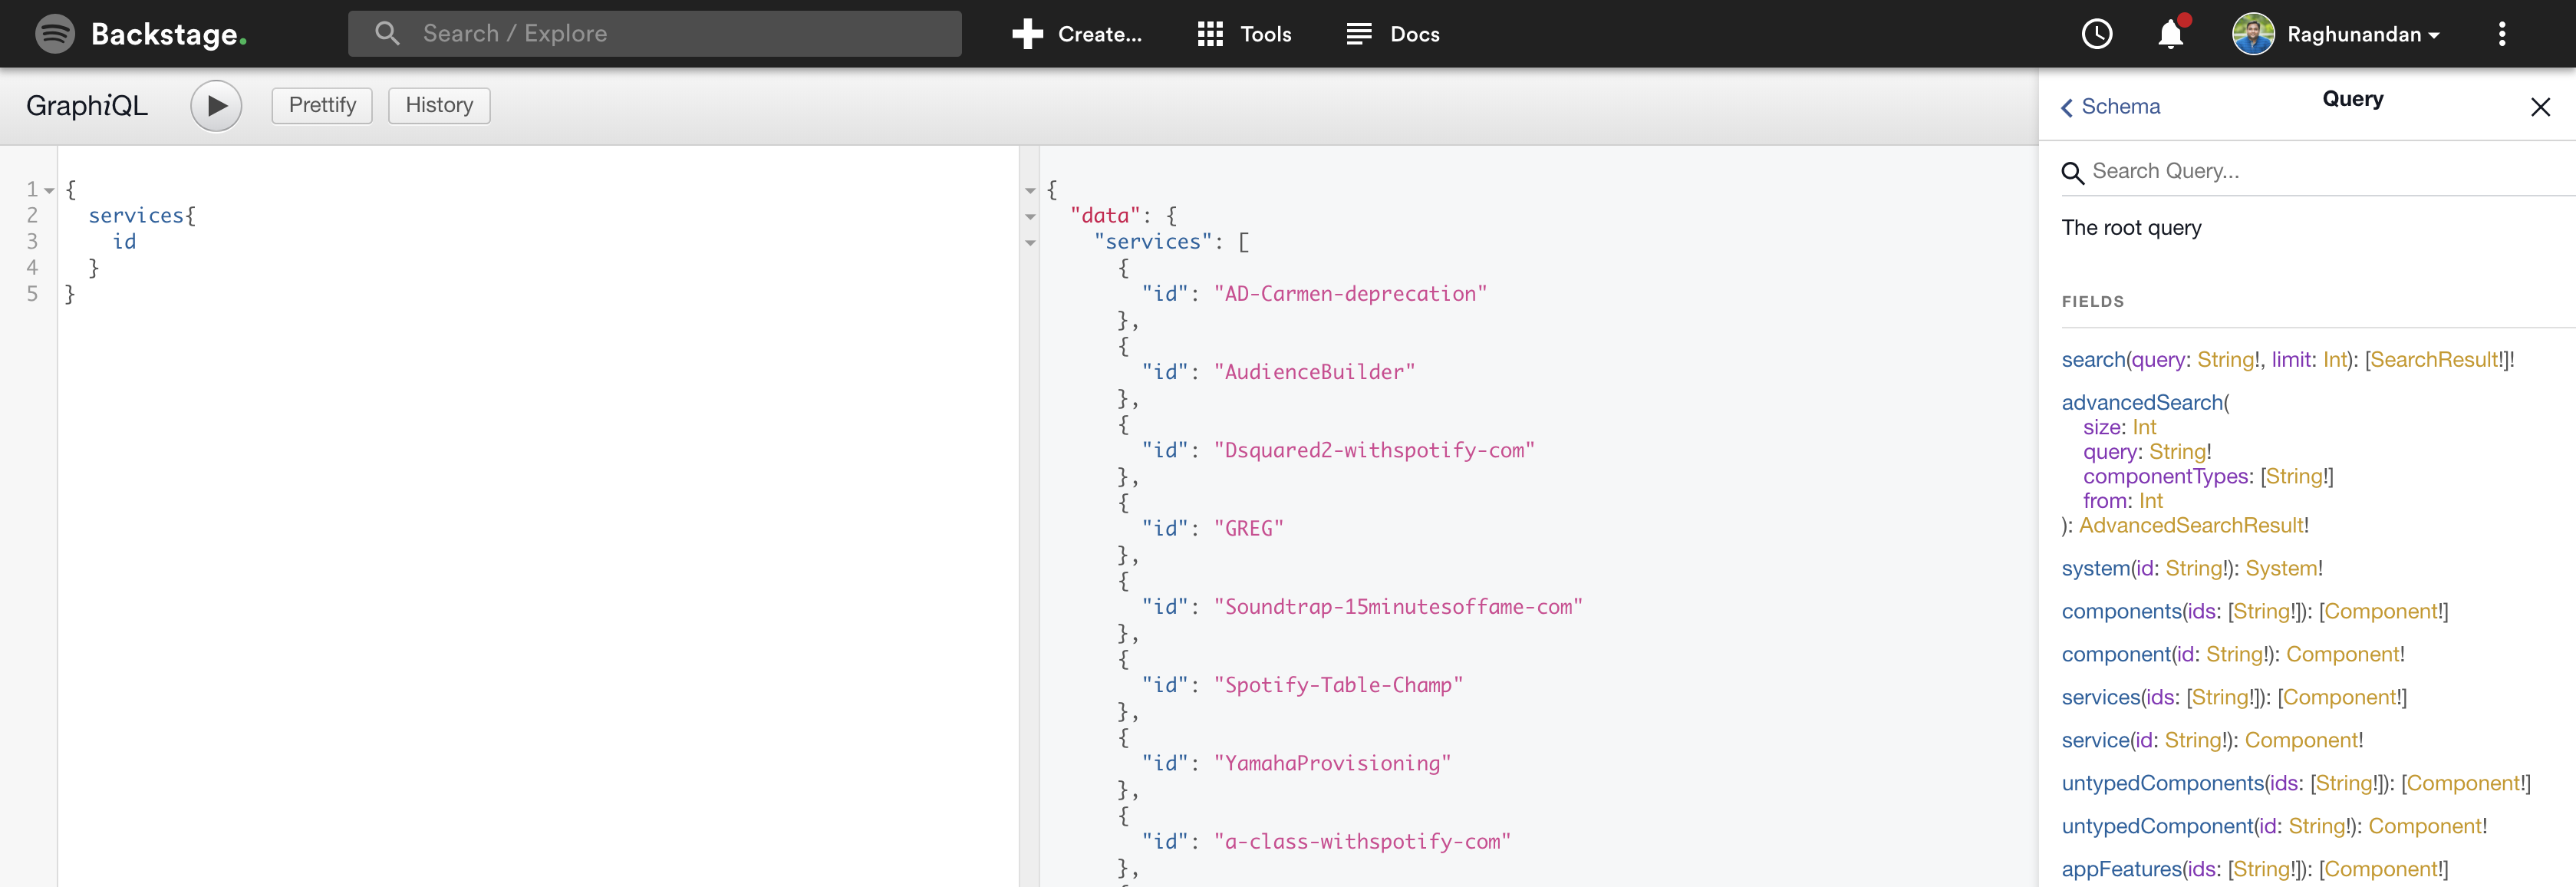 Backstage.
Search / Explore
Create...
Tools
Docs
Raghunandan
GraphiQL
Prettify
History
1 {
2 services{
3 id
4 }
5 }
{
"data": {
"services": [
{
"id": "AD-Carmen-deprecation"
},
{
"id": "AudienceBuilder"
},
{
"id": "Dsquared2-withspotify-com"
},
{
"id": "GREG"
},
{
"id": "Soundtrap-15minutesoffame-com"
},
{
"id": "Spotify-Table-Champ"
},
{
"id": "YamahaProvisioning"
},
{
"id": "a-class-withspotify-com"
},
Schema
Query
Search Query...
The root query
FIELDS
search(query: String!, limit: Int): [SearchResult!]!
advancedSearch(
size: Int
query: String!
componentTypes: [String!]
from: Int
): AdvancedSearchResult!
system(id: String!): System!
components(ids: [String!]): [Component!]
component(id: String!): Component!
services(ids: [String!]): [Component!]
service(id: String!): Component!
untypedComponents(ids: [String!]): [Component!]
untypedComponent(id: String!): Component!
appFeatures(ids: [String!]): [Component!]